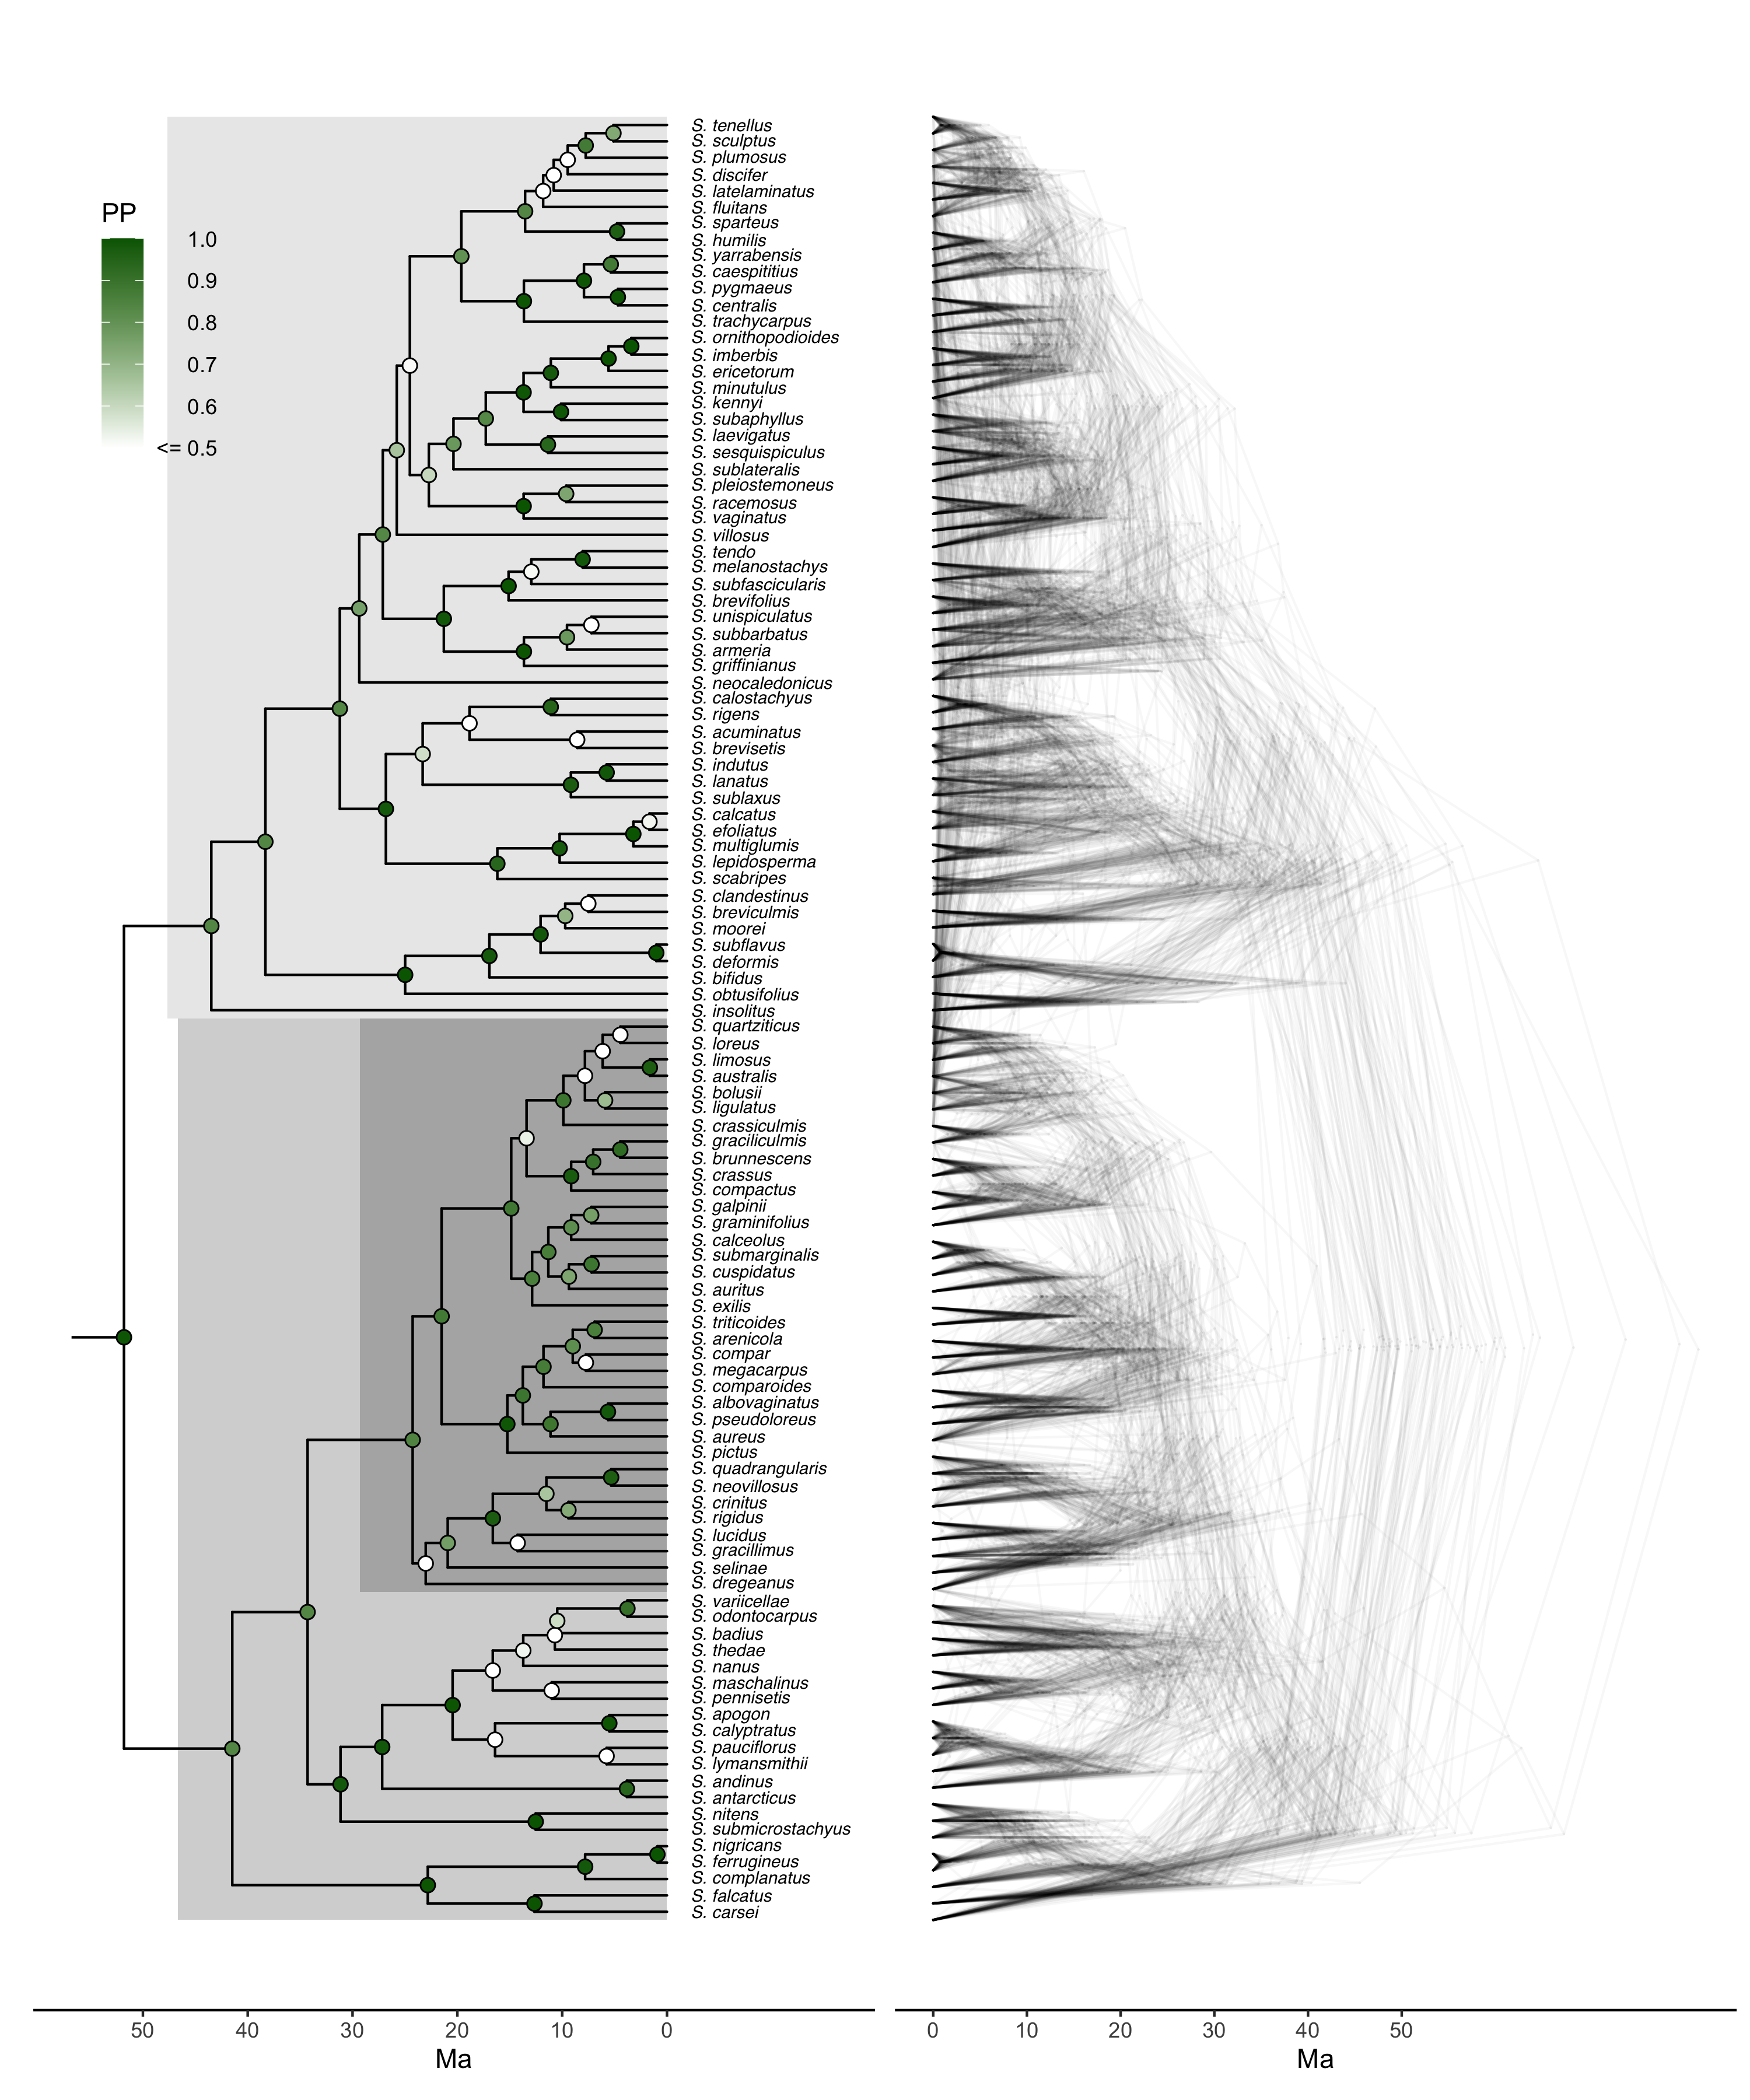 PP
1.0
0.9
0.8
0.7
0.6
<= 0.5
S. tenellus
S. sculptus
S. plumosus
S. discifer
S. latelaminatus
S. fluitans
S. sparteus
S. humilis
S. yarrabensis
S. caespititius
S. pygmaeus
S. centralis
S. trachycarpus
S. ornithopodioides
S. imberbis
S. ericetorum
S. minutulus
S. kennyi
S. subaphyllus
S. laevigatus
S. sesquispiculus
S. sublateralis
S. pleiostemoneus
S. racemosus
S. vaginatus
S. villosus
S. tendo
S. melanostachys
S. subfascicularis
S. brevifolius
S. unispiculatus
S. subbarbatus
S. armeria
S. griffinianus
S. neocaledonicus
S. calostachyus
S. rigens
S. acuminatus
S. brevisetis
S. indutus
S. lanatus
S. sublaxus
S. calcatus
S. efoliatus
S. multiglumis
S. lepidosperma
S. scabripes
S. clandestinus
S. breviculmis
S. moorei
S. subflavus
S. deformis
S. bifidus
S. obtusifolius
S. insolitus
S. quartziticus
S. loreus
S. limosus
S. australis
S. bolusii
S. ligulatus
S. crassiculmis
S. graciliculmis
S. brunnescens
S. crassus
S. compactus
S. galpinii
S. graminifolius
S. calceolus
S. submarginalis
S. cuspidatus
S. auritus
S. exilis
S. triticoides
S. arenicola
S. compar
S. megacarpus
S. comparoides
S. albovaginatus
S. pseudoloreus
S. aureus
S. pictus
S. quadrangularis
S. neovillosus
S. crinitus
S. rigidus
S. lucidus
S. gracillimus
S. selinae
S. dregeanus
S. variicellae
S. odontocarpus
S. badius
S. thedae
S. nanus
S. maschalinus
S. pennisetis
S. apogon
S. calyptratus
S. pauciflorus
S. lymansmithii
S. andinus
S. antarcticus
S. nitens
S. submicrostachyus
S. nigricans
S. ferrugineus
S. complanatus
S. falcatus
S. carsei
50 40 30 20 10 0
Ma
0 10 20 30 40 50
Ma